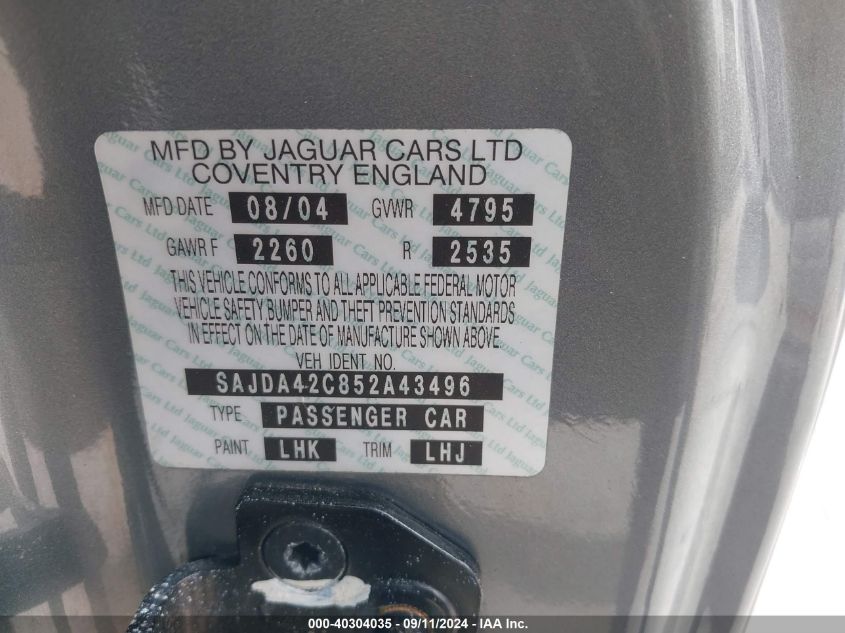 MFD BY JAGUAR CARS LTD
COVENTRY ENGLAND
MFD DATE 08/04 GVWR 4795
GAWR F 2260 R 2535
THIS VEHICLE CONFORMS TO ALL APPLICABLE FEDERAL MOTOR
VEHICLE SAFETY BUMPER AND THEFT PREVENTION STANDARDS
IN EFFECT ON THE DATE OF MANUFACTURE SHOWN ABOVE.
VEH IDENT NO.
SAJDA42C852A43496
TYPE PASSENGER CAR
PAINT LHK TRIM LHJ
000-40304035 - 09/11/2024 - IAA Inc.